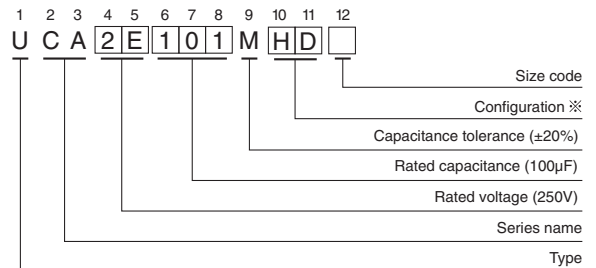 1 2 3 4 5 6 7 8 9 10 11 12
U C A 2 E 1 0 1 M H D
Size code
Configuration ※
Capacitance tolerance (±20%)
Rated capacitance (100µF)
Rated voltage (250V)
Series name
Type